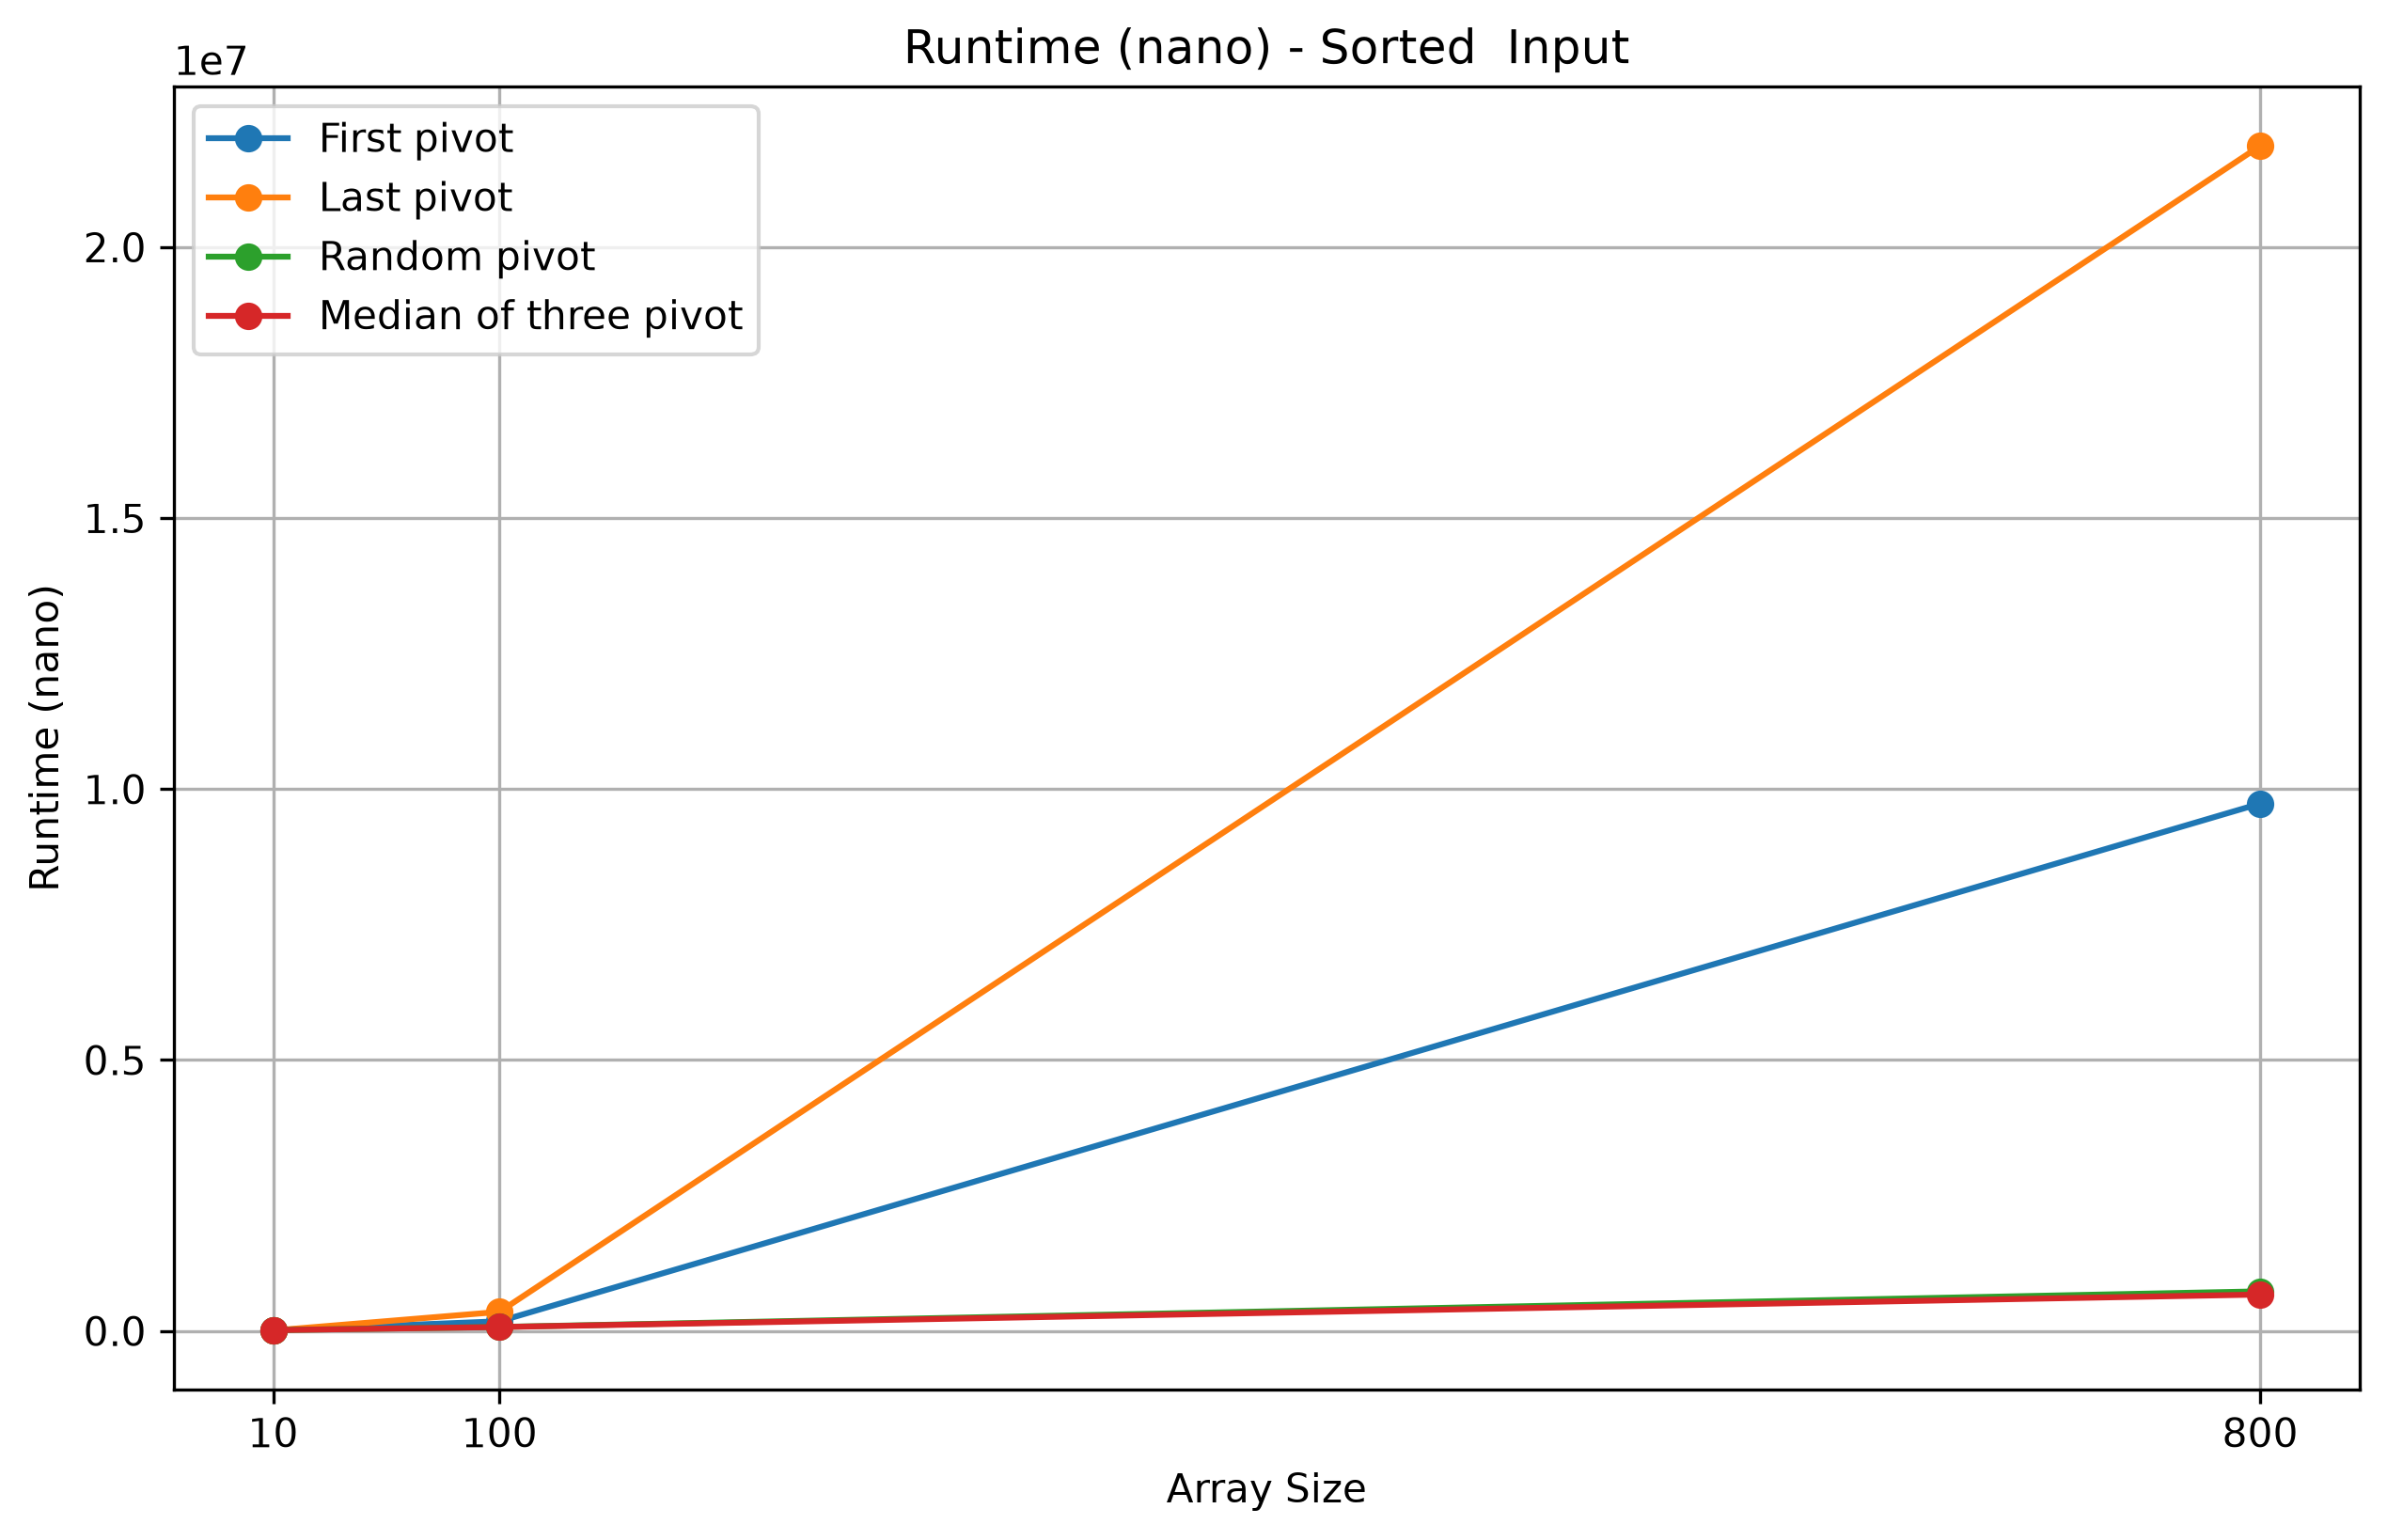 Runtime (nano) - Sorted  Input
1e7
First pivot
Last pivot
Random pivot
Median of three pivot
2.0
1.5
1.0
0.5
0.0
Runtime (nano)
10 100 800
Array Size